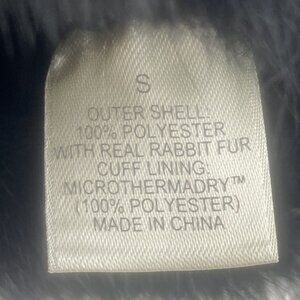 S
OUTER SHELL:
100% POLYESTER
WITH REAL RABBIT FUR
CUFF LINING:
MICROTHERMADRY™
(100% POLYESTER)
MADE IN CHINA